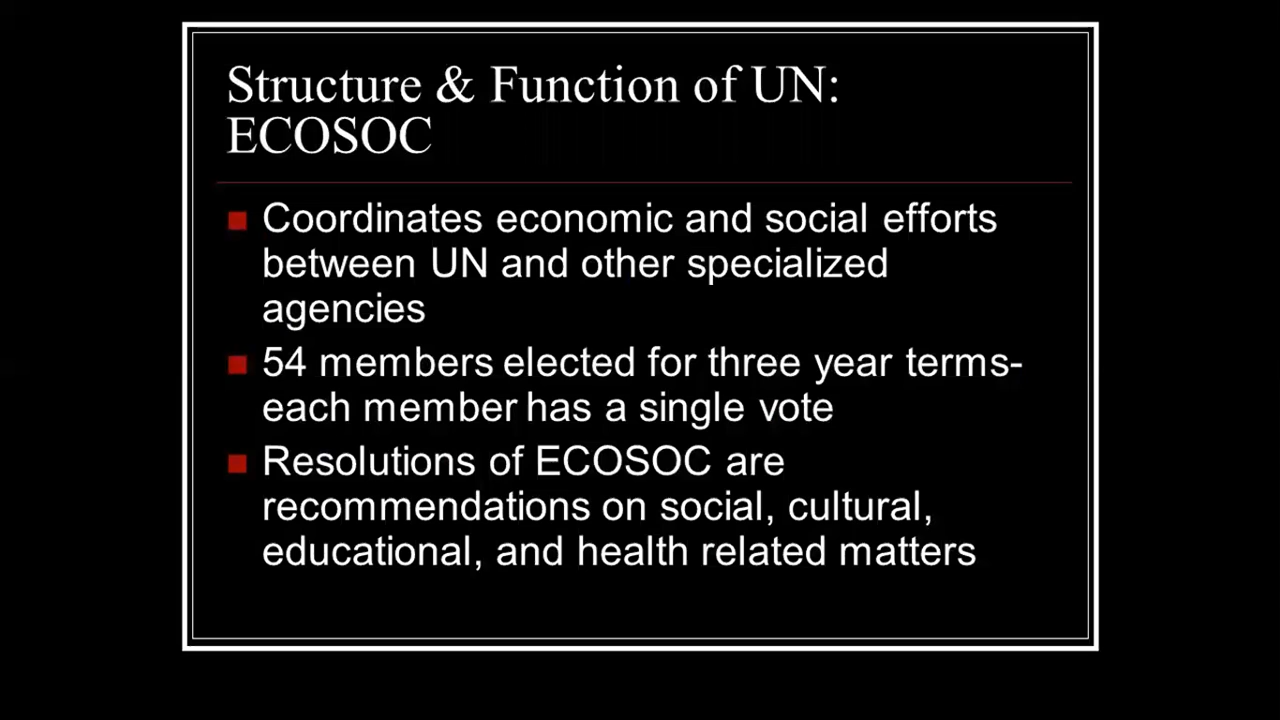 Structure & Function of UN:
ECOSOC
Coordinates economic and social efforts
between UN and other specialized
agencies
54 members elected for three year terms-
each member has a single vote
Resolutions of ECOSOC are
recommendations on social, cultural,
educational, and health related matters